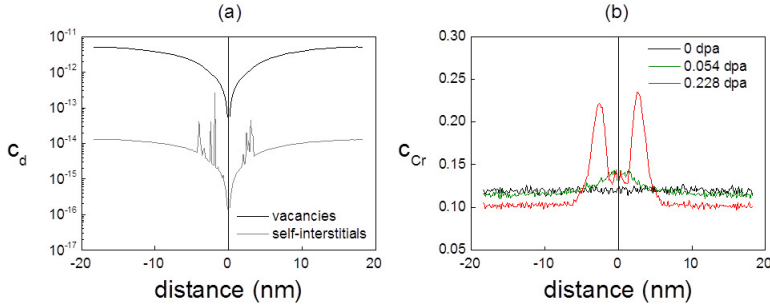 (a)
(b)
10⁻¹¹
10⁻¹²
10⁻¹³
10⁻¹⁴
10⁻¹⁵
10⁻¹⁶
10⁻¹⁷
c_d
vacancies
self-interstitials
-20 -10 0 10 20
distance (nm)
0.30
0.25
0.20
0.15
0.10
0.05
c_Cr
0 dpa
0.054 dpa
0.228 dpa
-20 -10 0 10 20
distance (nm)